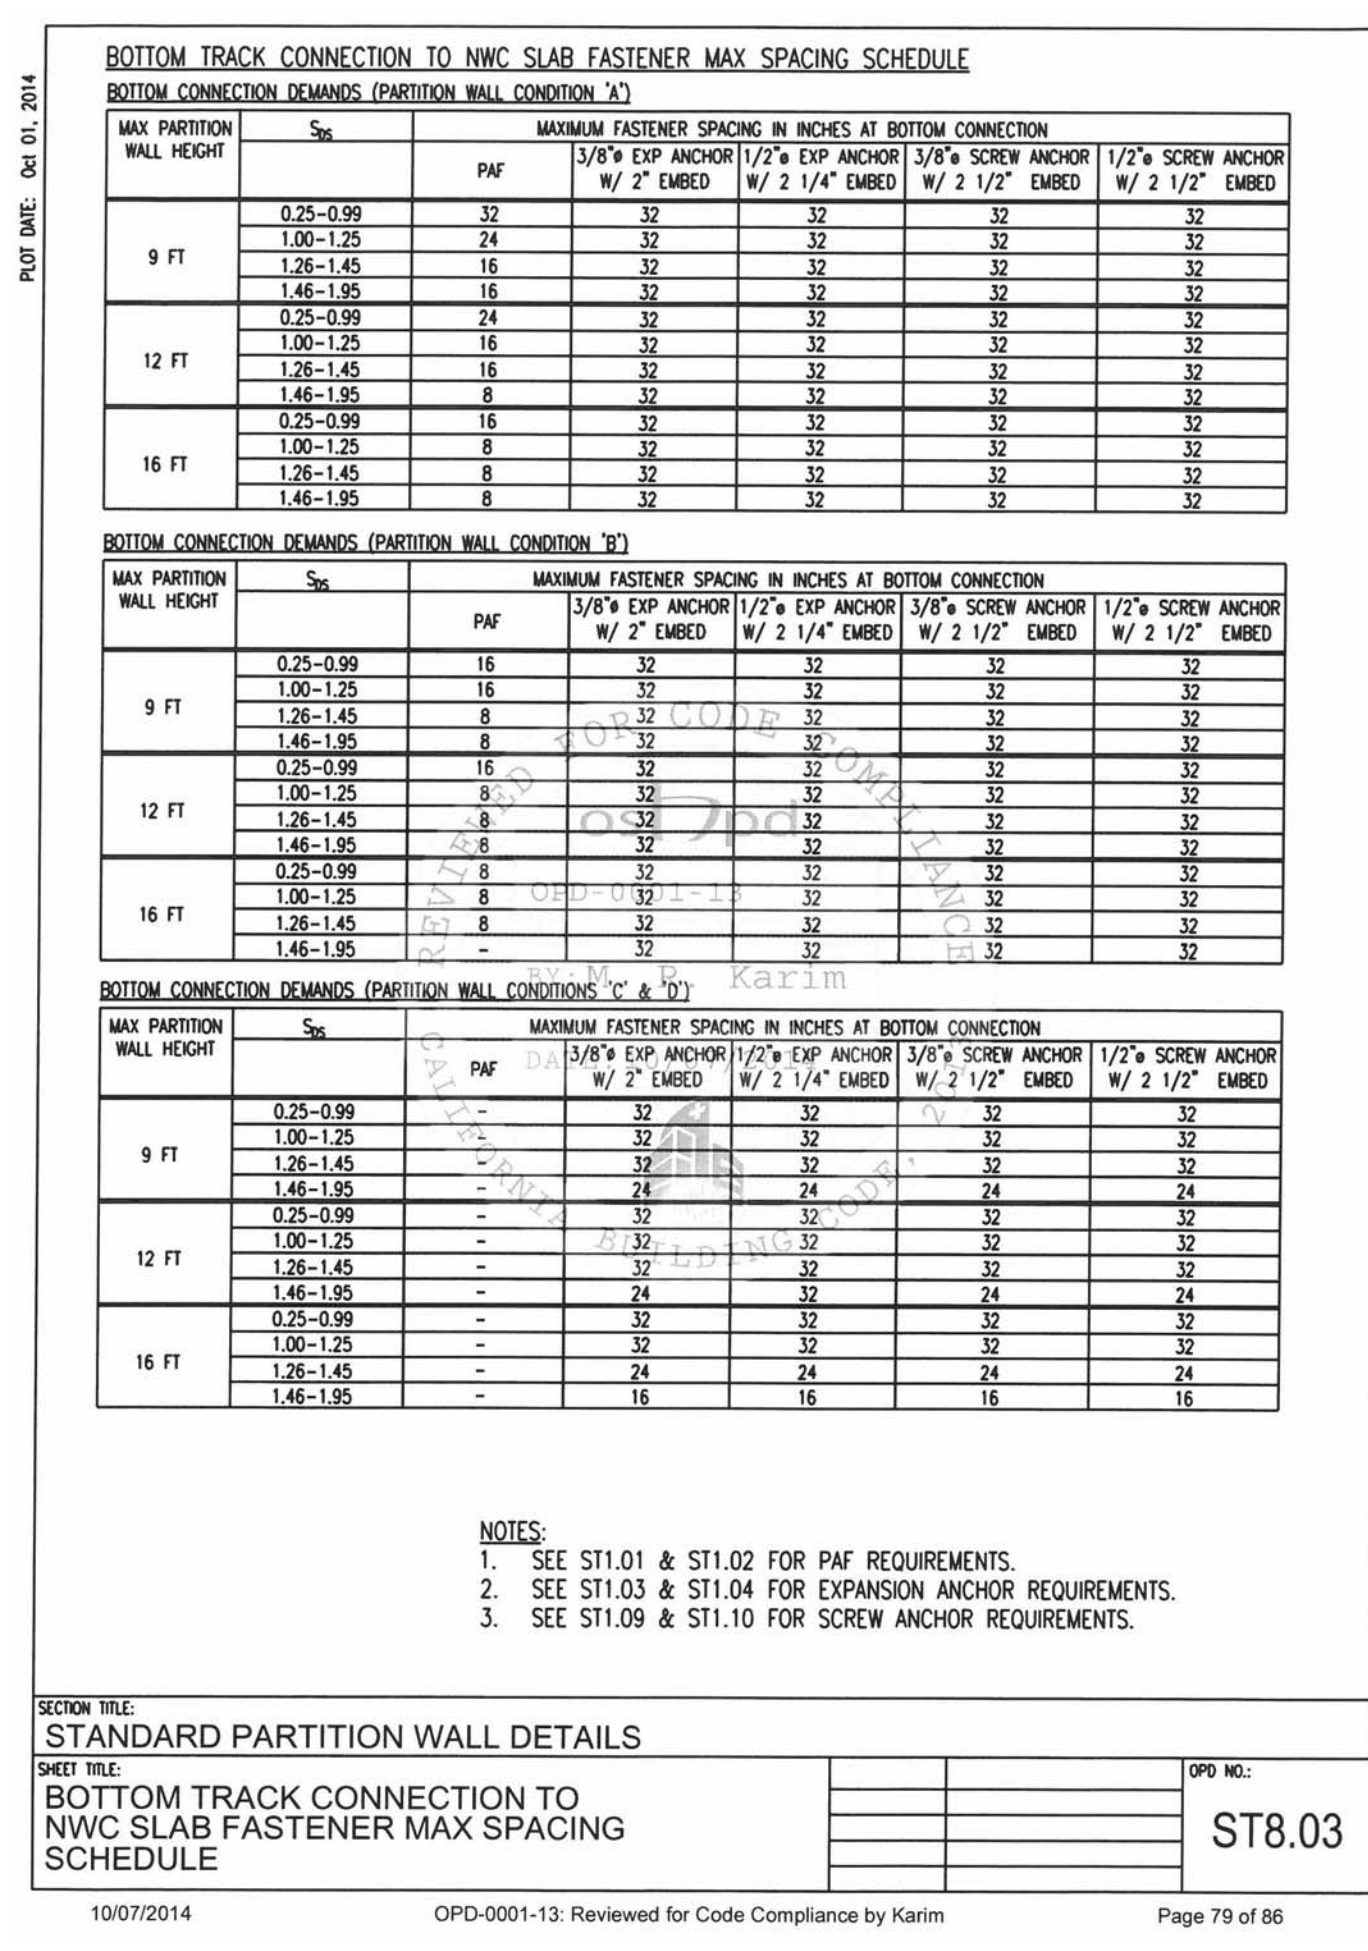 PLOT DATE: Oct 01, 2014
BOTTOM TRACK CONNECTION TO NWC SLAB FASTENER MAX SPACING SCHEDULE
BOTTOM CONNECTION DEMANDS (PARTITION WALL CONDITION 'A')
MAX PARTITION WALL HEIGHT SDS MAXIMUM FASTENER SPACING IN INCHES AT BOTTOM CONNECTION
PAF 3/8"ø EXP ANCHOR W/ 2" EMBED 1/2"ø EXP ANCHOR W/ 2 1/4" EMBED 3/8"ø SCREW ANCHOR W/ 2 1/2" EMBED 1/2"ø SCREW ANCHOR W/ 2 1/2" EMBED
9 FT
0.25-0.99 32 32 32 32 32
1.00-1.25 24 32 32 32 32
1.26-1.45 16 32 32 32 32
1.46-1.95 16 32 32 32 32
12 FT
0.25-0.99 24 32 32 32 32
1.00-1.25 16 32 32 32 32
1.26-1.45 16 32 32 32 32
1.46-1.95 8 32 32 32 32
16 FT
0.25-0.99 16 32 32 32 32
1.00-1.25 8 32 32 32 32
1.26-1.45 8 32 32 32 32
1.46-1.95 8 32 32 32 32
BOTTOM CONNECTION DEMANDS (PARTITION WALL CONDITION 'B')
MAX PARTITION WALL HEIGHT SDS MAXIMUM FASTENER SPACING IN INCHES AT BOTTOM CONNECTION
PAF 3/8"ø EXP ANCHOR W/ 2" EMBED 1/2"ø EXP ANCHOR W/ 2 1/4" EMBED 3/8"ø SCREW ANCHOR W/ 2 1/2" EMBED 1/2"ø SCREW ANCHOR W/ 2 1/2" EMBED
9 FT
0.25-0.99 16 32 32 32 32
1.00-1.25 16 32 32 32 32
1.26-1.45 8 32 32 32 32
1.46-1.95 8 32 32 32 32
12 FT
0.25-0.99 16 32 32 32 32
1.00-1.25 8 32 32 32 32
1.26-1.45 8 32 32 32 32
1.46-1.95 8 32 32 32 32
16 FT
0.25-0.99 8 32 32 32 32
1.00-1.25 8 32 32 32 32
1.26-1.45 8 32 32 32 32
1.46-1.95 - 32 32 32 32
BOTTOM CONNECTION DEMANDS (PARTITION WALL CONDITIONS 'C' & 'D')
MAX PARTITION WALL HEIGHT SDS MAXIMUM FASTENER SPACING IN INCHES AT BOTTOM CONNECTION
PAF 3/8"ø EXP ANCHOR W/ 2" EMBED 1/2"ø EXP ANCHOR W/ 2 1/4" EMBED 3/8"ø SCREW ANCHOR W/ 2 1/2" EMBED 1/2"ø SCREW ANCHOR W/ 2 1/2" EMBED
9 FT
0.25-0.99 - 32 32 32 32
1.00-1.25 - 32 32 32 32
1.26-1.45 - 32 32 32 32
1.46-1.95 - 24 24 24 24
12 FT
0.25-0.99 - 32 32 32 32
1.00-1.25 - 32 32 32 32
1.26-1.45 - 32 32 32 32
1.46-1.95 - 24 32 24 24
16 FT
0.25-0.99 - 32 32 32 32
1.00-1.25 - 32 32 32 32
1.26-1.45 - 24 24 24 24
1.46-1.95 - 16 16 16 16
REVIEWED FOR CODE COMPLIANCE
oshpd
OPD-0001-13
BY: M. R. Karim
DATE: 10/07/2014
CALIFORNIA BUILDING CODE, 2013
NOTES:
1. SEE ST1.01 & ST1.02 FOR PAF REQUIREMENTS.
2. SEE ST1.03 & ST1.04 FOR EXPANSION ANCHOR REQUIREMENTS.
3. SEE ST1.09 & ST1.10 FOR SCREW ANCHOR REQUIREMENTS.
SECTION TITLE:
STANDARD PARTITION WALL DETAILS
SHEET TITLE:
BOTTOM TRACK CONNECTION TO
NWC SLAB FASTENER MAX SPACING
SCHEDULE
OPD NO.:
ST8.03
10/07/2014 OPD-0001-13: Reviewed for Code Compliance by Karim Page 79 of 86